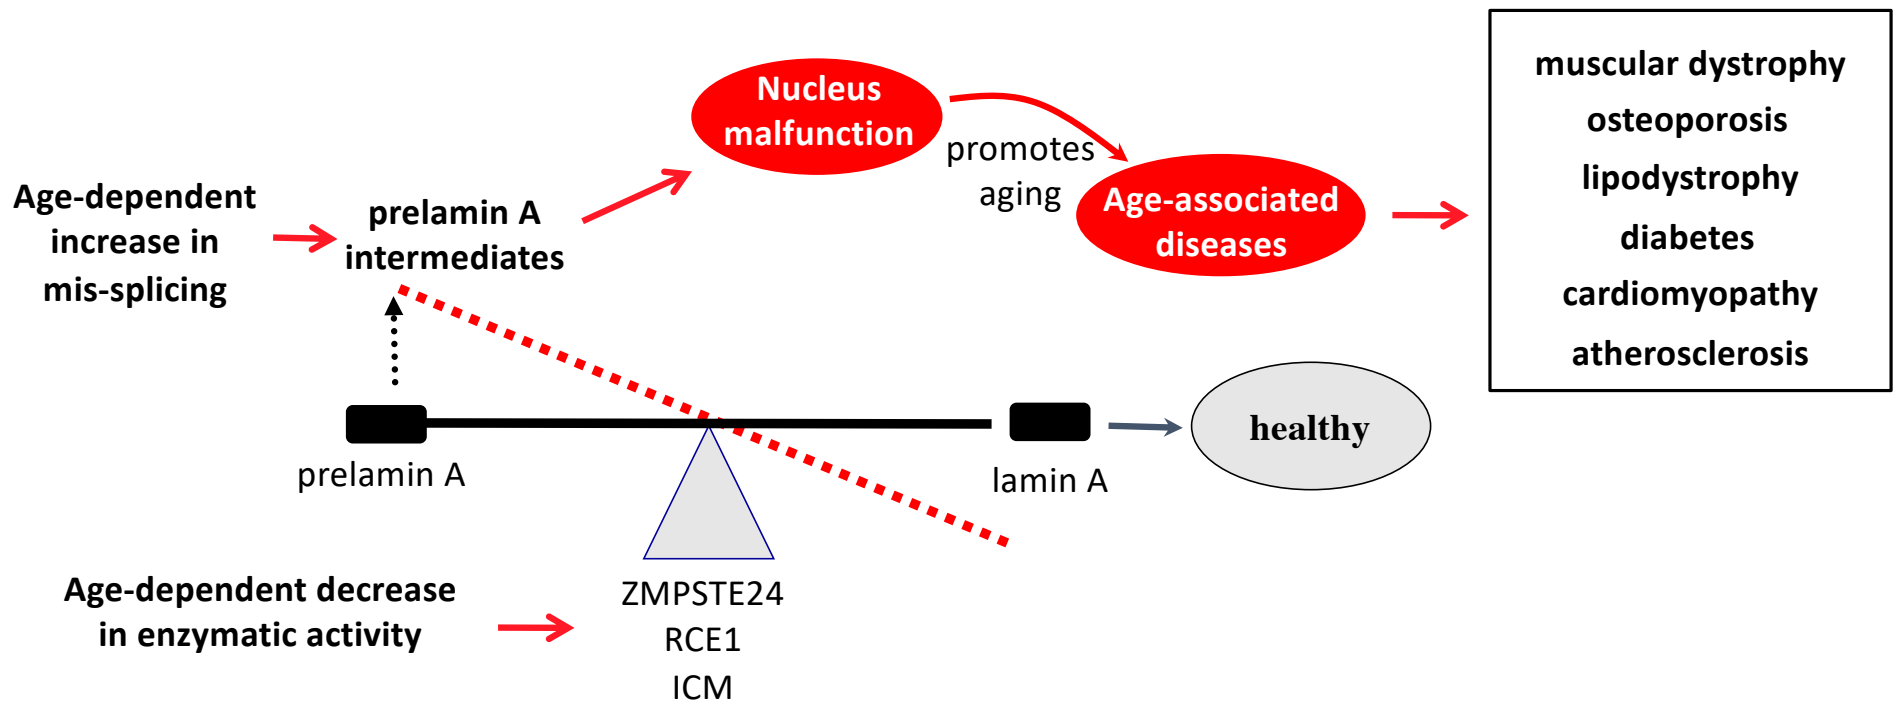 Age-dependent
increase in
mis-splicing
prelamin A
intermediates
Nucleus
malfunction
promotes
aging
Age-associated
diseases
muscular dystrophy
osteoporosis
lipodystrophy
diabetes
cardiomyopathy
atherosclerosis
prelamin A
lamin A
healthy
Age-dependent decrease
in enzymatic activity
ZMPSTE24
RCE1
ICM